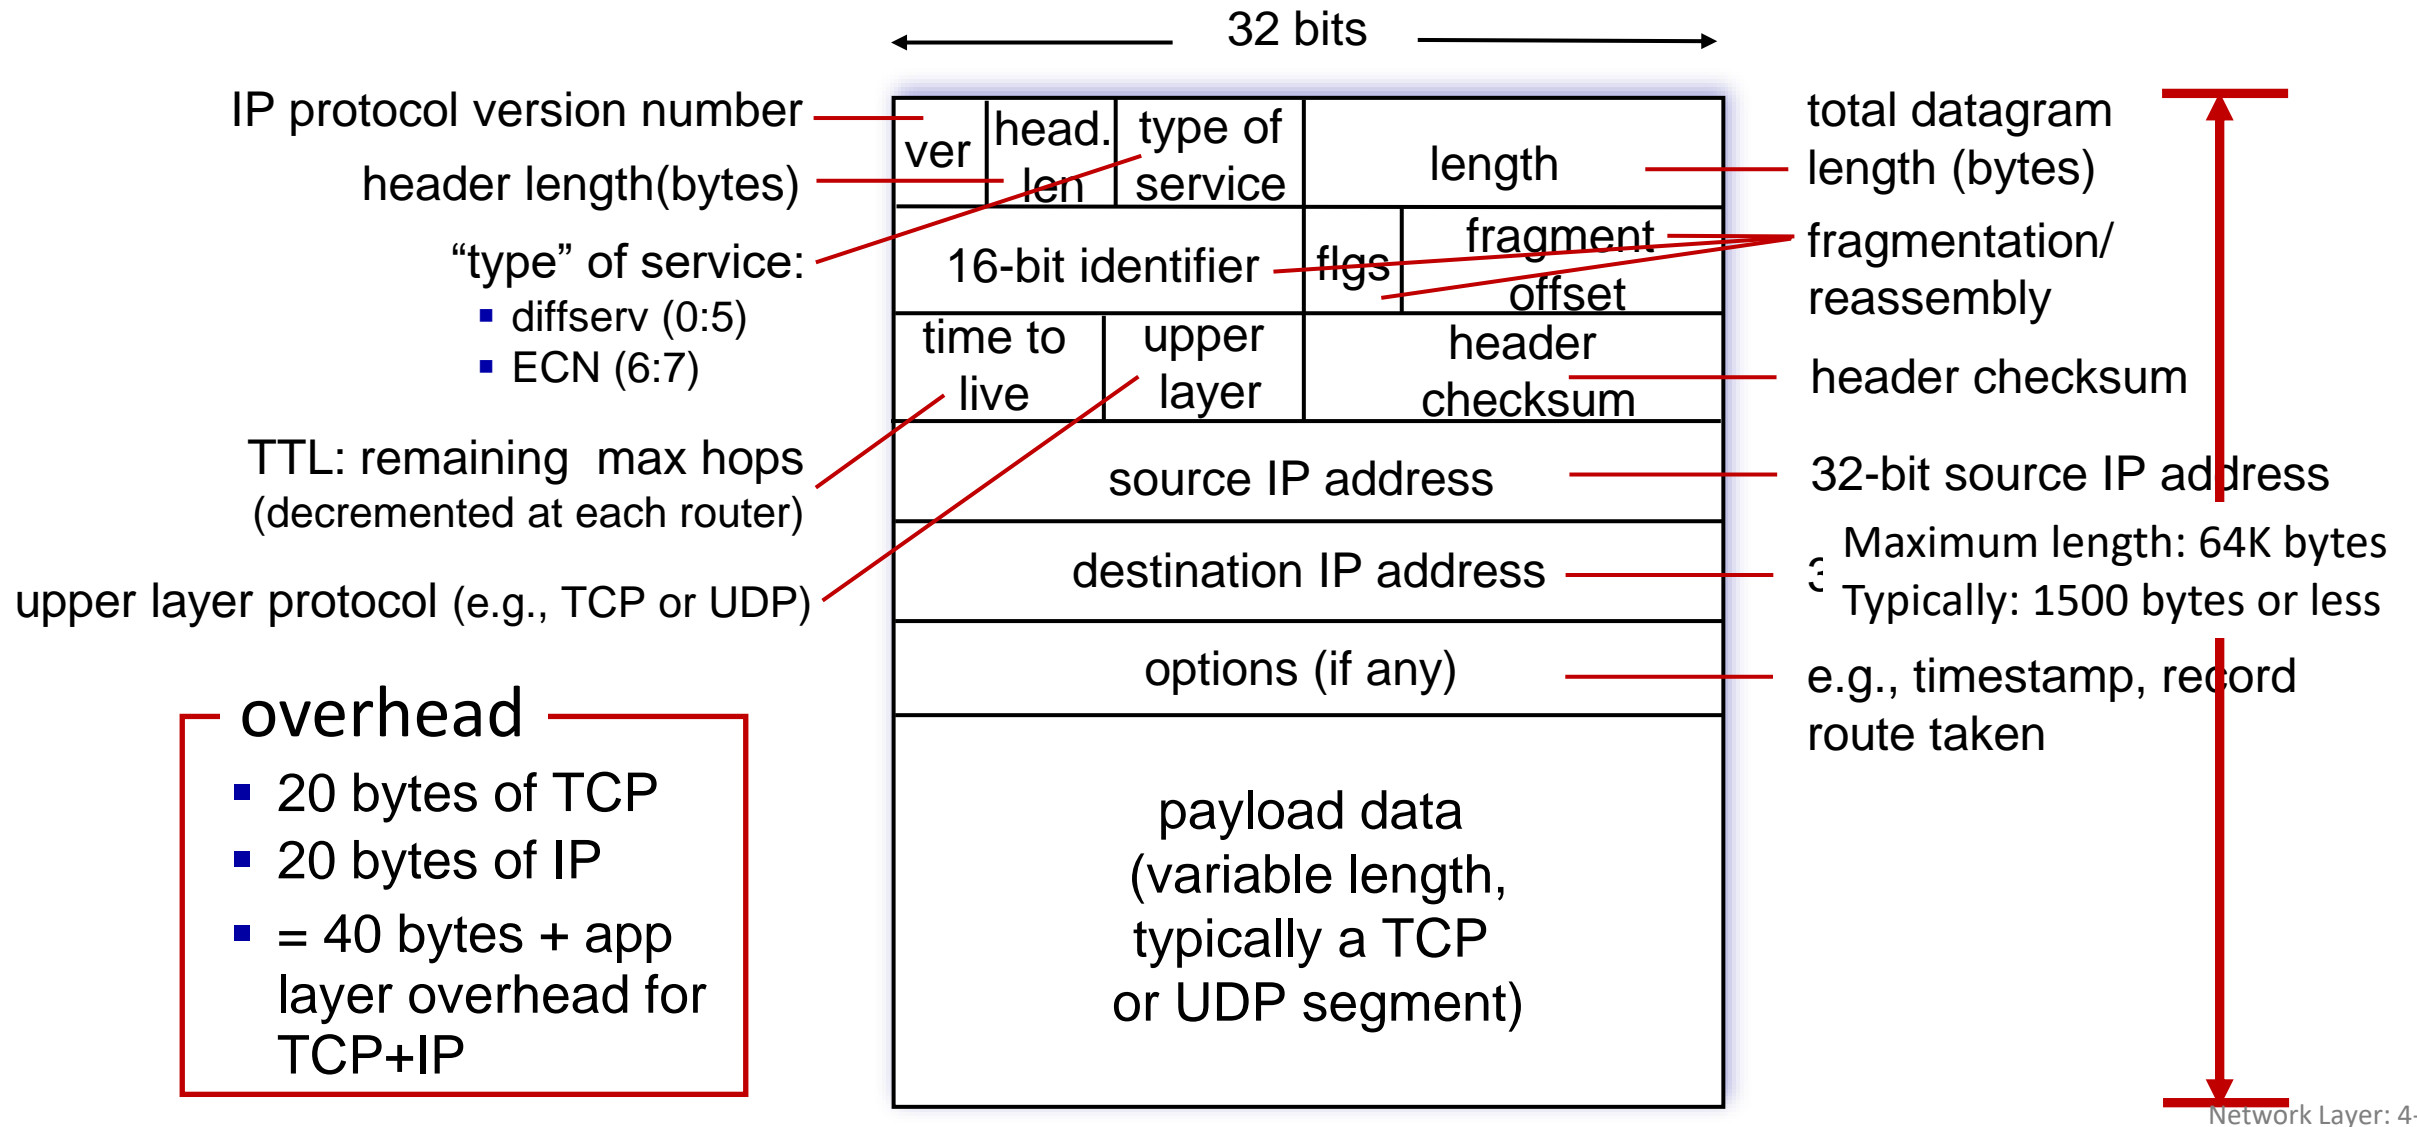 32 bits
IP protocol version number
header length(bytes)
“type” of service:
▪ diffserv (0:5)
▪ ECN (6:7)
TTL: remaining max hops
(decremented at each router)
upper layer protocol (e.g., TCP or UDP)
overhead
▪ 20 bytes of TCP
▪ 20 bytes of IP
▪ = 40 bytes + app
layer overhead for
TCP+IP
ver
head.
len
type of
service
length
16-bit identifier
flgs
fragment
offset
time to
live
upper
layer
header
checksum
source IP address
destination IP address
options (if any)
payload data
(variable length,
typically a TCP
or UDP segment)
total datagram
length (bytes)
fragmentation/
reassembly
header checksum
32-bit source IP address
Maximum length: 64K bytes
Typically: 1500 bytes or less
e.g., timestamp, record
route taken
Network Layer: 4-